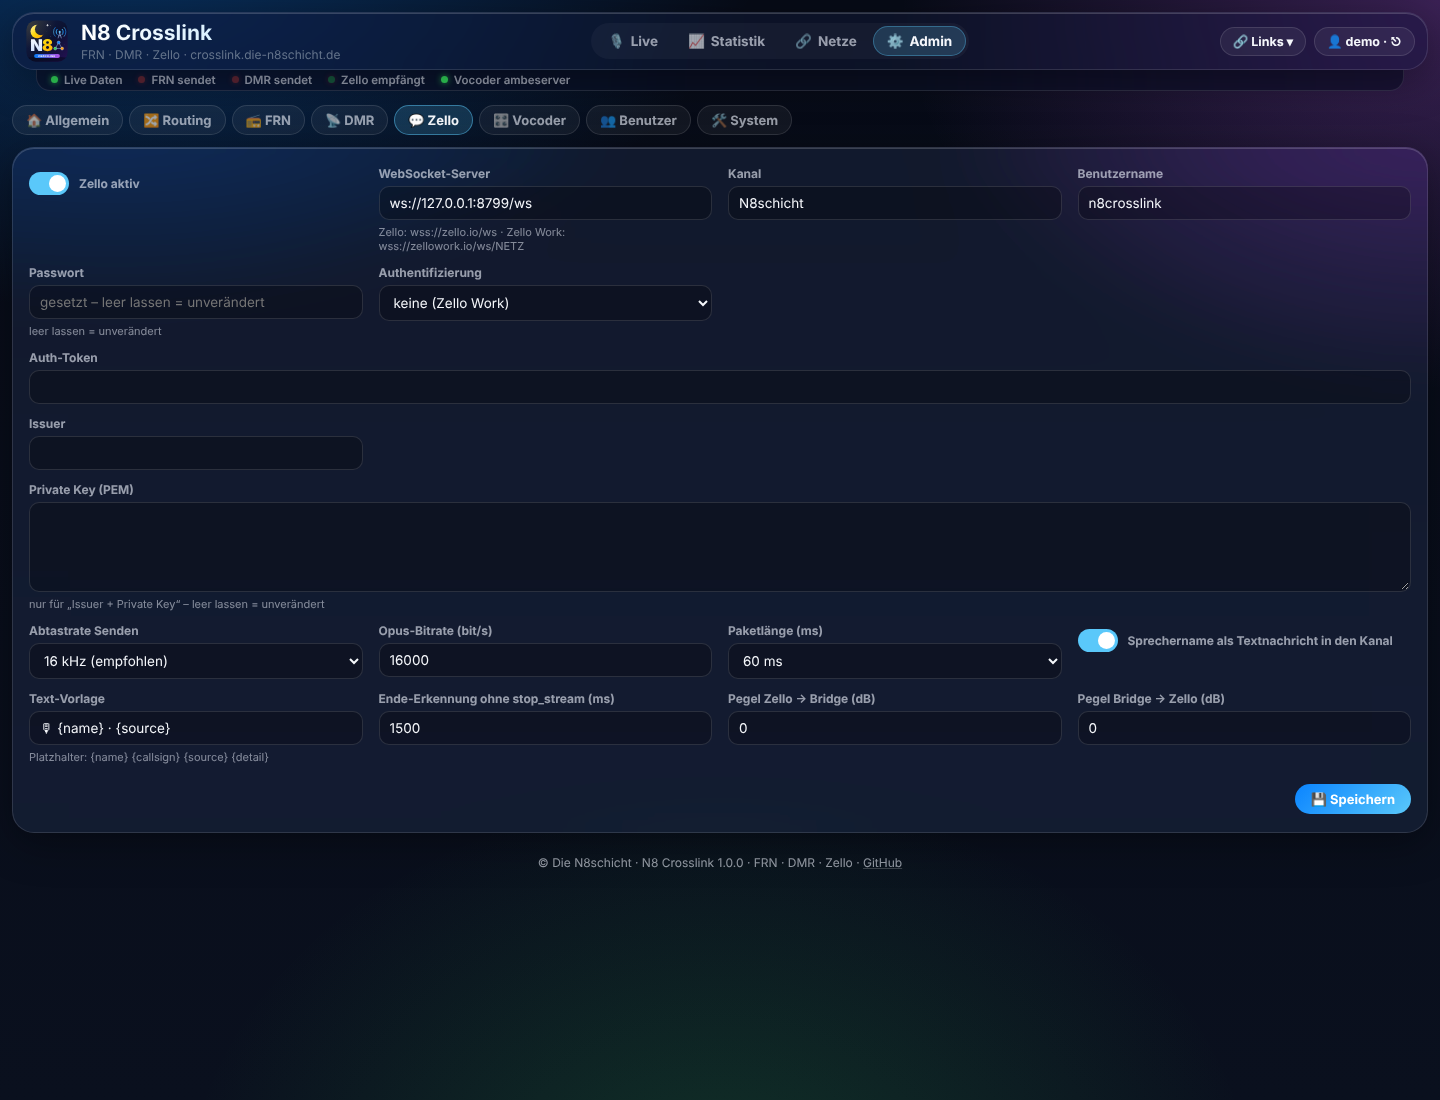 N8 Crosslink
FRN · DMR · Zello · crosslink.die-n8schicht.de
🎙️ Live
📈 Statistik
🔗 Netze
⚙️ Admin
🔗 Links ▾
👤 demo · ⎋
Live Daten
FRN sendet
DMR sendet
Zello empfängt
Vocoder ambeserver
🏠 Allgemein
🔀 Routing
📻 FRN
📡 DMR
💬 Zello
🎛️ Vocoder
👥 Benutzer
🛠️ System
Zello aktiv
WebSocket-Server
ws://127.0.0.1:8799/ws
Zello: wss://zello.io/ws · Zello Work:
wss://zellowork.io/ws/NETZ
Kanal
N8schicht
Benutzername
n8crosslink
Passwort
gesetzt – leer lassen = unverändert
leer lassen = unverändert
Authentifizierung
keine (Zello Work)
Auth-Token
Issuer
Private Key (PEM)
nur für „Issuer + Private Key“ – leer lassen = unverändert
Abtastrate Senden
16 kHz (empfohlen)
Opus-Bitrate (bit/s)
16000
Paketlänge (ms)
60 ms
Sprechername als Textnachricht in den Kanal
Text-Vorlage
🎙 {name} · {source}
Platzhalter: {name} {callsign} {source} {detail}
Ende-Erkennung ohne stop_stream (ms)
1500
Pegel Zello → Bridge (dB)
0
Pegel Bridge → Zello (dB)
0
💾 Speichern
© Die N8schicht · N8 Crosslink 1.0.0 · FRN · DMR · Zello · GitHub